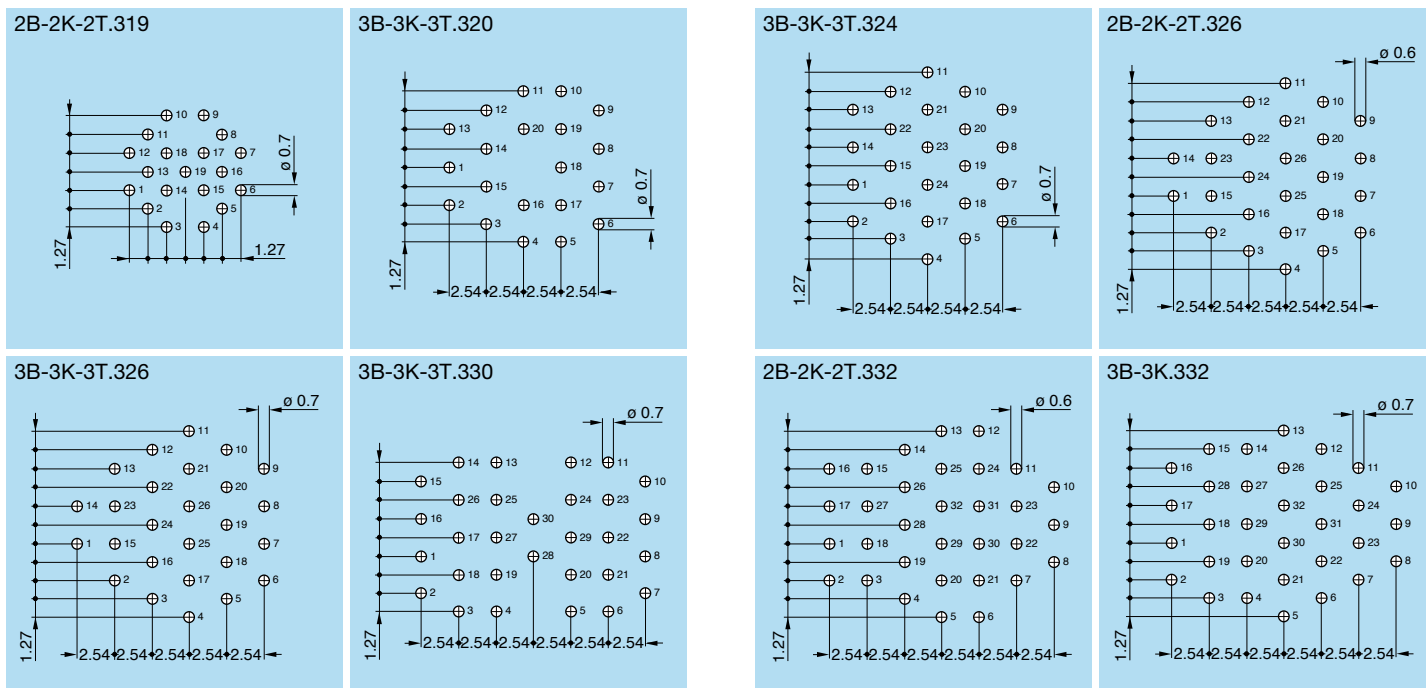 2B-2K-2T.319
10 9
11 8
12 18 17 7
13 19 16
ø 0.7
1 14 15 6
2 5
3 4
1.27
1.27
3B-3K-3T.320
11 10
12 9
13 20 19
14 8
1 18
15 7
ø 0.7
2 16 17
3 6
4 5
1.27
2.54 2.54 2.54 2.54
3B-3K-3T.324
11
12 10
13 21 9
22 20
14 23 8
15 19
1 24 7
ø 0.7
16 18
2 17 6
3 5
4
1.27
2.54 2.54 2.54 2.54
2B-2K-2T.326
ø 0.6
11
12 10
13 21 9
22 20
14 23 26 8
24 19
1 15 25 7
16 18
2 17 6
3 5
4
1.27
2.54 2.54 2.54 2.54 2.54
3B-3K-3T.326
ø 0.7
11
12 10
13 21 9
22 20
14 23 26 8
24 19
1 15 25 7
16 18
2 17 6
3 5
4
1.27
2.54 2.54 2.54 2.54 2.54
3B-3K-3T.330
ø 0.7
14 13 12 11
15 10
26 25 24 23
16 30 9
17 27 29 22
1 28 8
18 19 20 21
2 7
3 4 5 6
1.27
2.54 2.54 2.54 2.54 2.54 2.54
2B-2K-2T.332
ø 0.6
13 12
14
16 15 25 24 11
26 10
17 27 32 31 23
28 9
1 18 29 30 22
19 8
2 3 20 21 7
4
5 6
1.27
2.54 2.54 2.54 2.54 2.54 2.54
3B-3K.332
ø 0.7
13
15 14 12
16 26 11
28 27 25 10
17 32 24
18 29 31 9
1 30 23
19 20 22 8
2 21 7
3 4 6
5
1.27
2.54 2.54 2.54 2.54 2.54 2.54